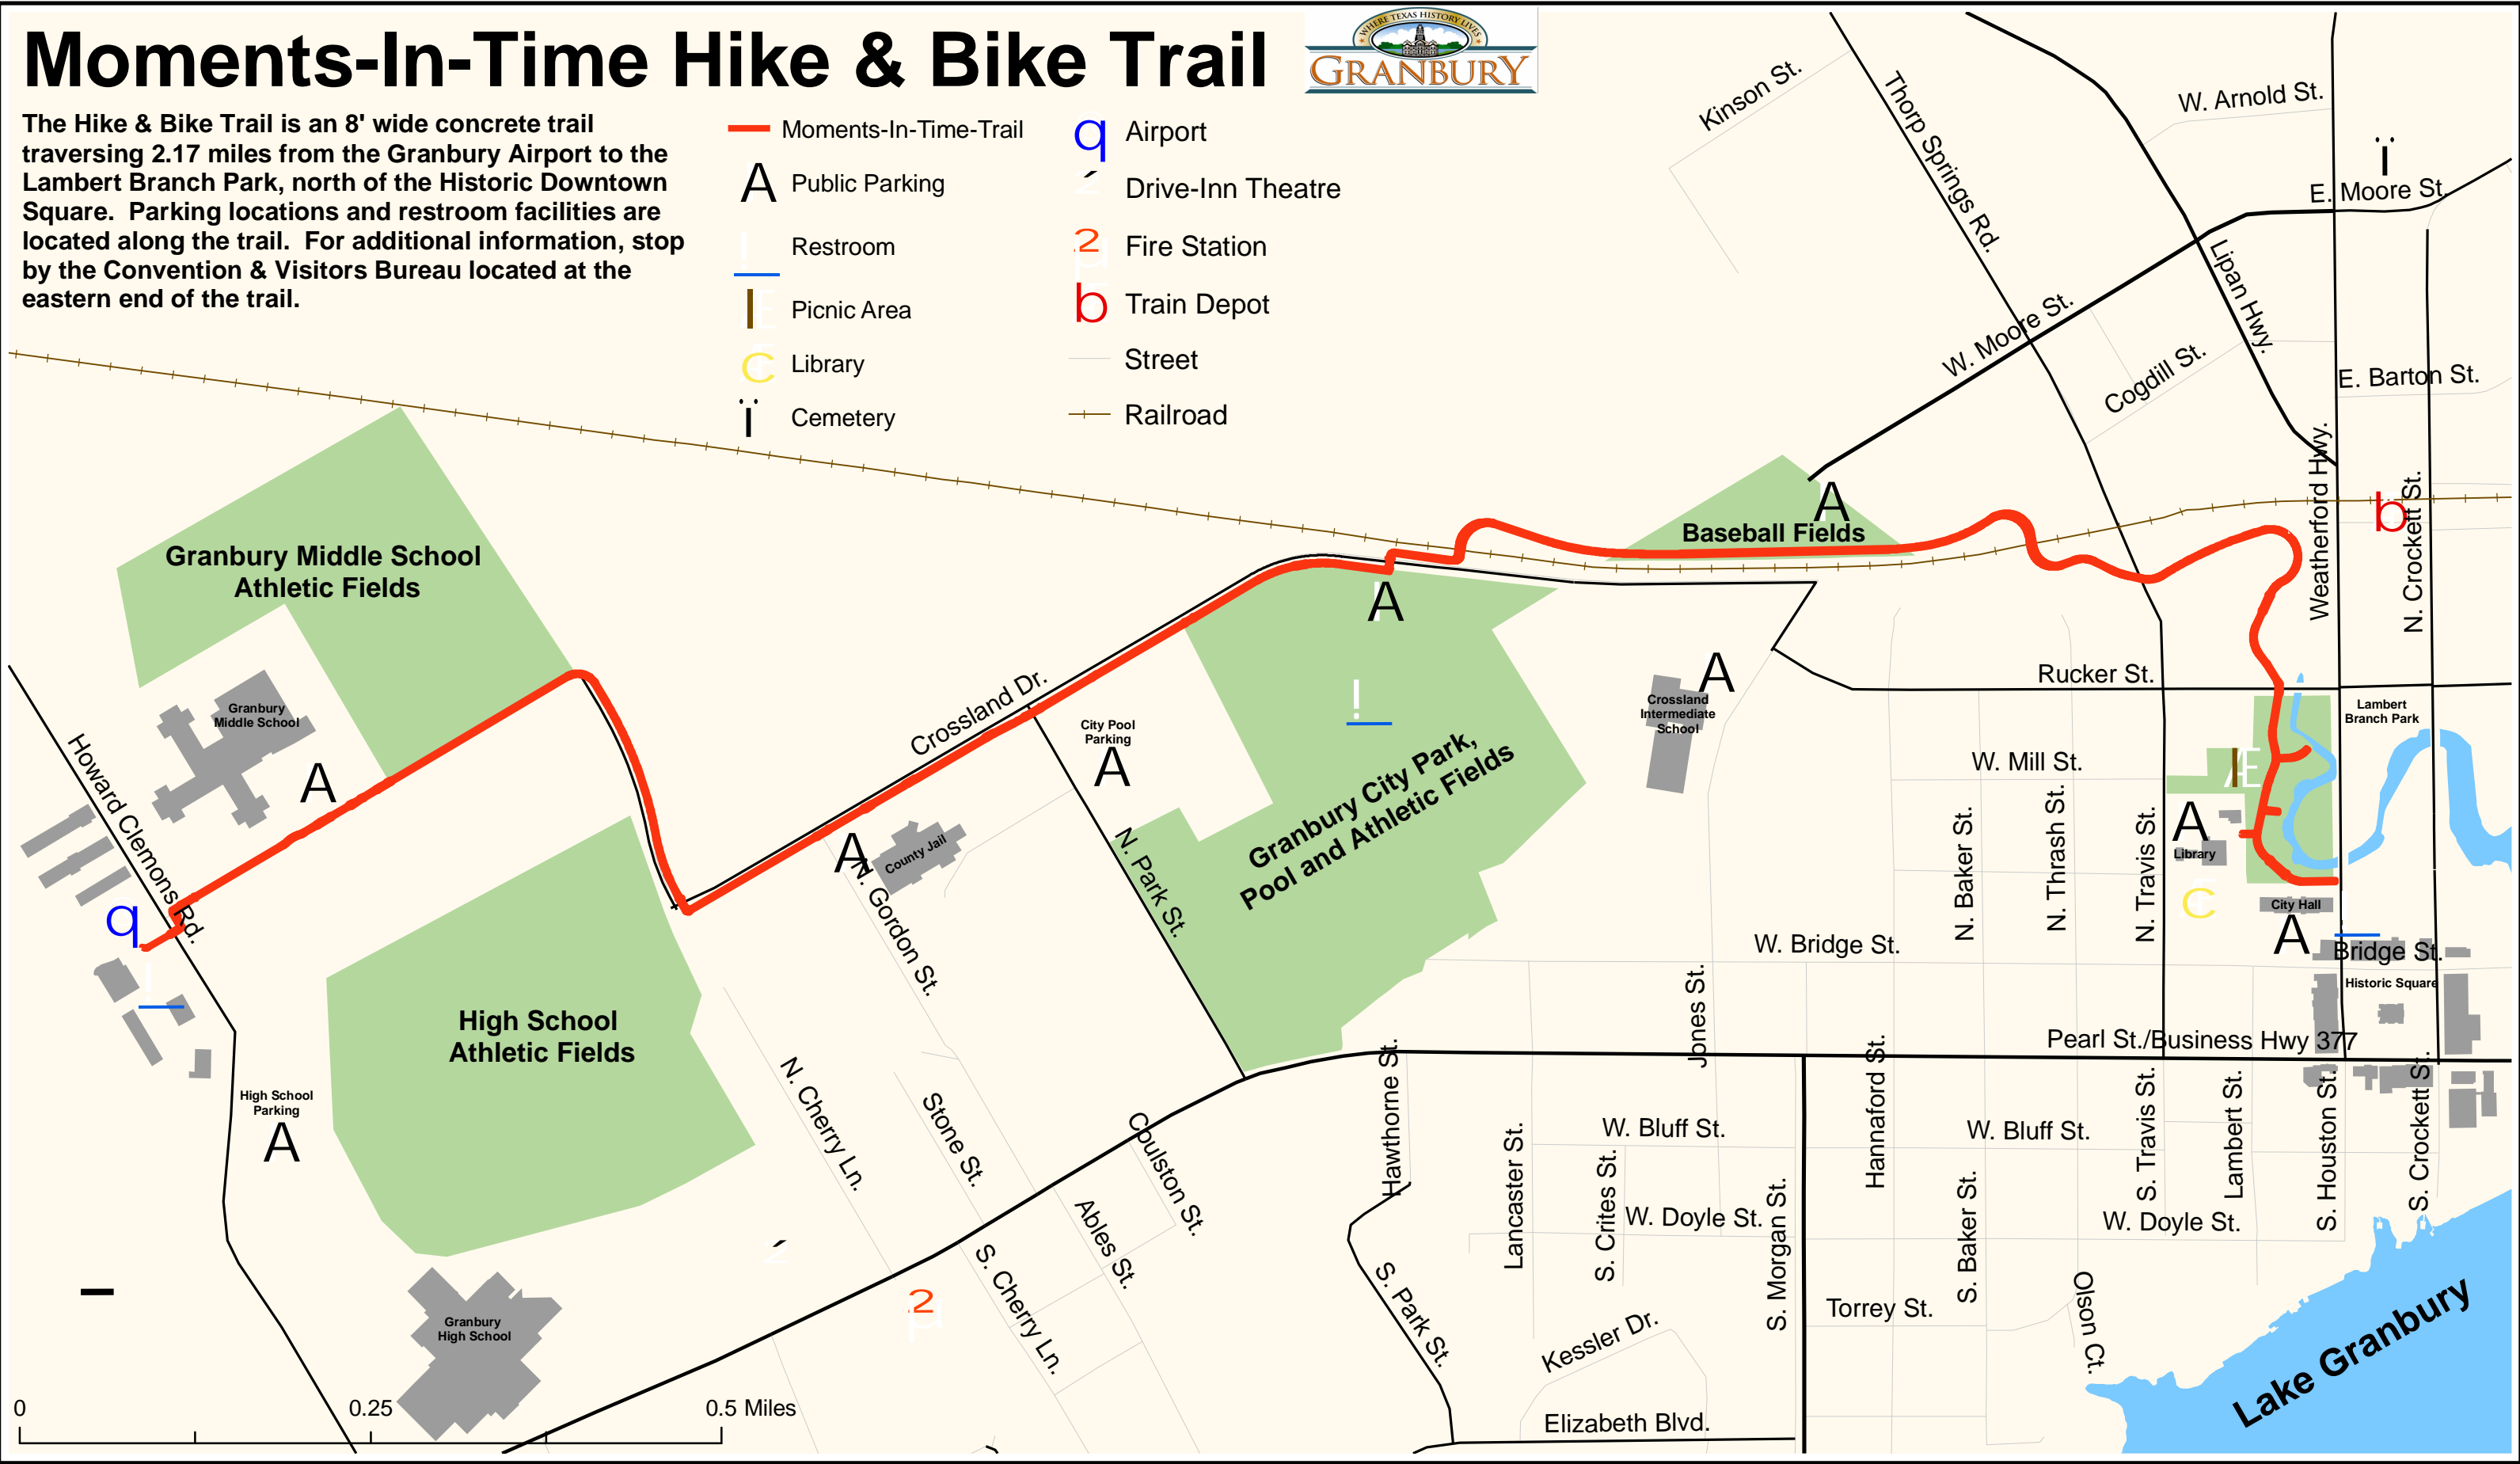 Moments-In-Time Hike & Bike Trail
WHERE TEXAS HISTORY LIVES
GRANBURY
The Hike & Bike Trail is an 8' wide concrete trail
traversing 2.17 miles from the Granbury Airport to the
Lambert Branch Park, north of the Historic Downtown
Square. Parking locations and restroom facilities are
located along the trail. For additional information, stop
by the Convention & Visitors Bureau located at the
eastern end of the trail.
Moments-In-Time-Trail
A Public Parking
! Restroom
Picnic Area
Library
Ï Cemetery
q Airport
Drive-Inn Theatre
2 Fire Station
b Train Depot
Street
Railroad
Kinson St.
Thorp Springs Rd.
W. Arnold St.
Ï
E. Moore St.
Lipan Hwy.
W. Moore St.
Cogdill St.
E. Barton St.
Weatherford Hwy.
N. Crockett St.
b
A
Baseball Fields
Granbury Middle School
Athletic Fields
Granbury
Middle School
A
Howard Clemons Rd.
q
!
Crossland Dr.
City Pool
Parking
A
A
!
Granbury City Park,
Pool and Athletic Fields
A
Crossland
Intermediate
School
Rucker St.
Lambert
Branch Park
W. Mill St.
Æ
A
Library
C
City Hall
A
A
County Jail
N. Gordon St.
N. Park St.
N. Baker St.
N. Thrash St.
N. Travis St.
W. Bridge St.
Bridge St.
Historic Square
High School
Athletic Fields
High School
Parking
A
Granbury
High School
Jones St.
Pearl St./Business Hwy 377
N. Cherry Ln.
Stone St.
Coulston St.
Ables St.
S. Cherry Ln.
2
µ
Hawthorne St.
Lancaster St.
W. Bluff St.
S. Crites St.
W. Doyle St.
S. Morgan St.
Hannaford St.
W. Bluff St.
S. Baker St.
S. Travis St.
Lambert St.
S. Houston St.
S. Crockett St.
W. Doyle St.
S. Park St.
Kessler Dr.
Torrey St.
Olson Ct.
Elizabeth Blvd.
Lake Granbury
0 0.25 0.5 Miles